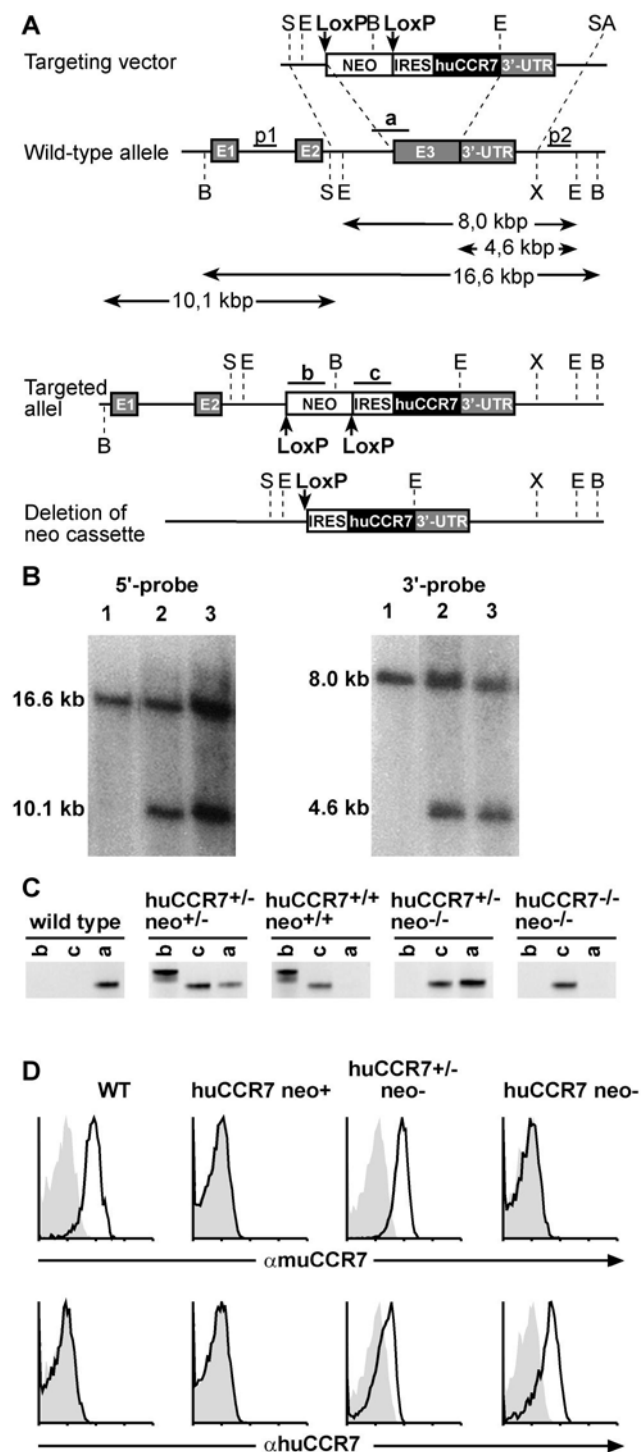 A
S E LoxP B LoxP E SA
Targeting vector
NEO IRES huCCR7 3'-UTR
a
Wild-type allele
E1 p1 E2 E3 3'-UTR p2
B S E X E B
8,0 kbp
4,6 kbp
16,6 kbp
10,1 kbp
S E b B c E X E B
Targeted
allel
E1 E2 NEO IRES huCCR7 3'-UTR
B LoxP LoxP
S E LoxP E X E B
Deletion of
neo cassette
IRES huCCR7 3'-UTR
B
5'-probe 3'-probe
1 2 3 1 2 3
16.6 kb 8.0 kb
10.1 kb 4.6 kb
C
wild type huCCR7+/- neo+/- huCCR7+/+ neo+/+ huCCR7+/- neo-/- huCCR7-/- neo-/-
b c a b c a b c a b c a b c a
D
WT huCCR7 neo+ huCCR7+/- neo- huCCR7 neo-
αmuCCR7
αhuCCR7